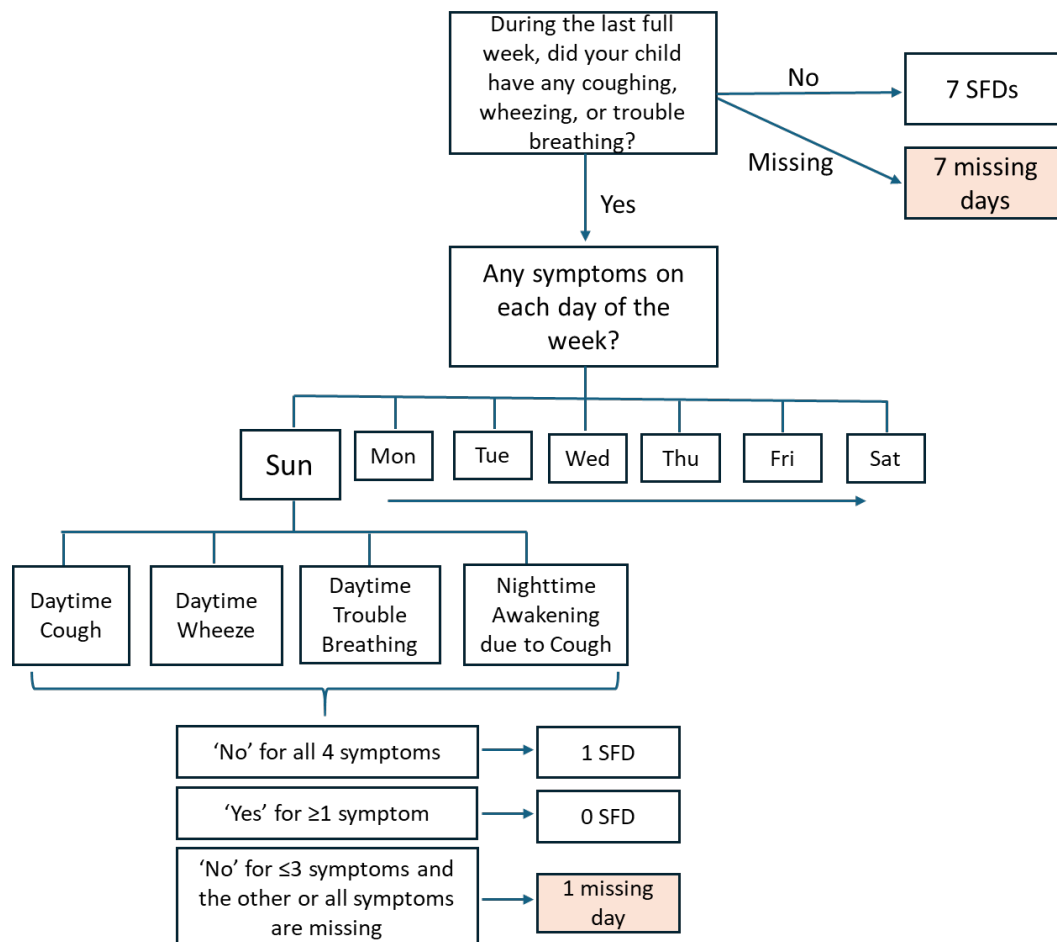 During the last full
week, did your child
have any coughing,
wheezing, or trouble
breathing?
No
7 SFDs
Missing
7 missing
days
Yes
Any symptoms on
each day of the
week?
Sun
Mon
Tue
Wed
Thu
Fri
Sat
Daytime
Cough
Daytime
Wheeze
Daytime
Trouble
Breathing
Nighttime
Awakening
due to Cough
‘No’ for all 4 symptoms
1 SFD
‘Yes’ for ≥1 symptom
0 SFD
‘No’ for ≤3 symptoms and
the other or all symptoms
are missing
1 missing
day